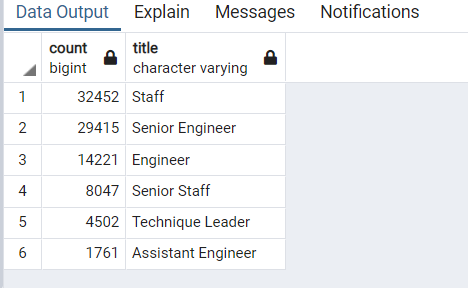 Data Output Explain Messages Notifications
count title
bigint character varying
1 32452 Staff
2 29415 Senior Engineer
3 14221 Engineer
4 8047 Senior Staff
5 4502 Technique Leader
6 1761 Assistant Engineer